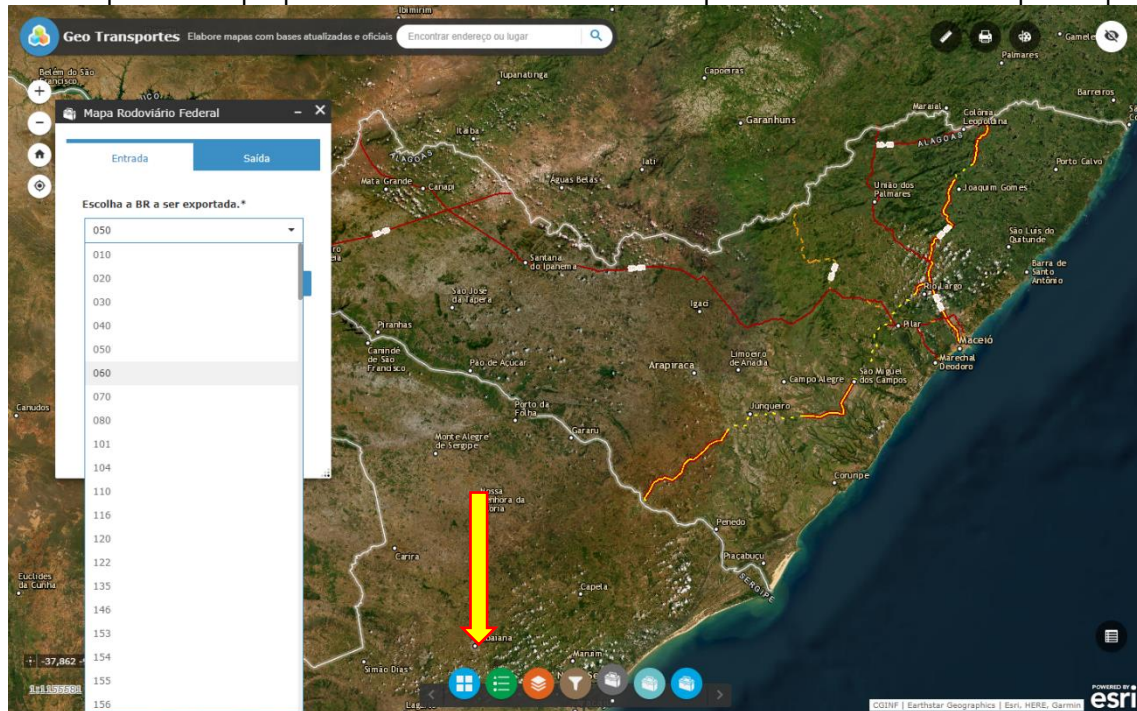 Ibimirim
Geo Transportes Elabore mapas com bases atualizadas e oficiais Encontrar endereço ou lugar
Palmares
Belém do São
Francisco
Tupanatinga
Capoeiras
Barreiros
Mapa Rodoviário Federal
Garanhuns
Maraial
Colônia
Leopoldina
Itaíba
ALAGOAS
ALAGOAS
Entrada Saída
Iati
Porto Calvo
Mata Grande
Canapi
Águas Belas
União dos
Palmares
Joaquim Gomes
Escolha a BR a ser exportada.*
050
São Luís do
Quitunde
010
Santana
do Ipanema
Barra de
Santo
Antônio
020
Rio Largo
030
São José
da Tapera
Igaci
040
Piranhas
Pilar
Maceió
050
Canindé
de São
Francisco
Pão de Açúcar
Arapiraca
Limoeiro
de Anadia
Marechal
Deodoro
060
Campo Alegre
São Miguel
dos Campos
070
Canudos
Porto da
Folha
Junqueiro
080
Gararu
101
Monte Alegre
de Sergipe
104
Coruripe
110
Nossa
116
Penedo
120
Carira
Piaçabuçu
122
SERGIPE
Euclides
da Cunha
135
Capela
146
153
154
Maruim
-37,862
Simão Dias
155
156
CGINF | Earthstar Geographics | Esri, HERE, Garmin
POWERED BY
esri